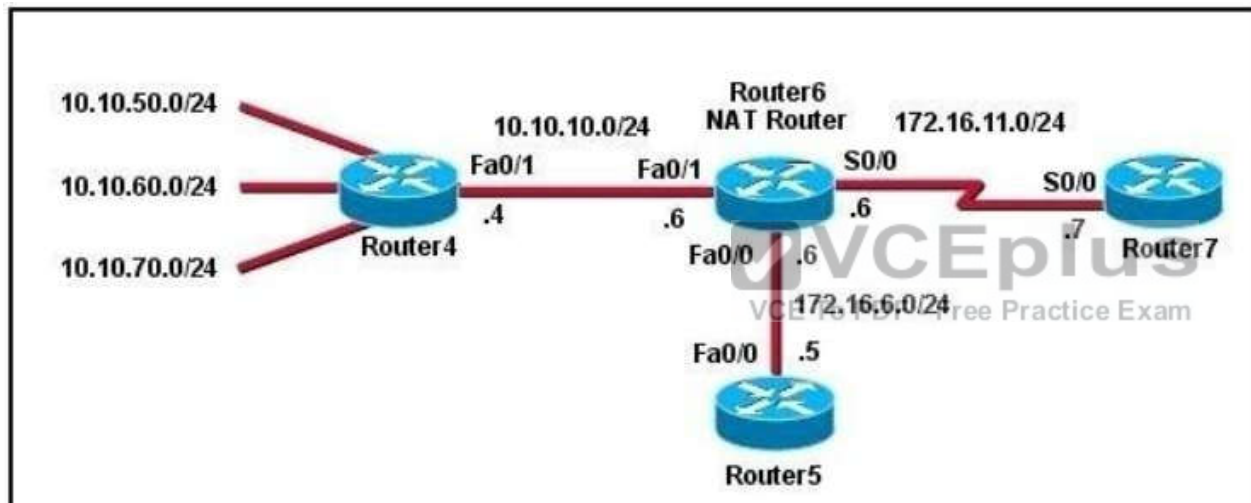 10.10.50.0/24
10.10.60.0/24
10.10.70.0/24
Router4
10.10.10.0/24
Fa0/1
.4
Fa0/1
.6
Router6
NAT Router
172.16.11.0/24
S0/0
.6
S0/0
.7
Router7
Fa0/0
.6
VCEplus
172.16.6.0/24
VCE To PDF - Free Practice Exam
Fa0/0
.5
Router5